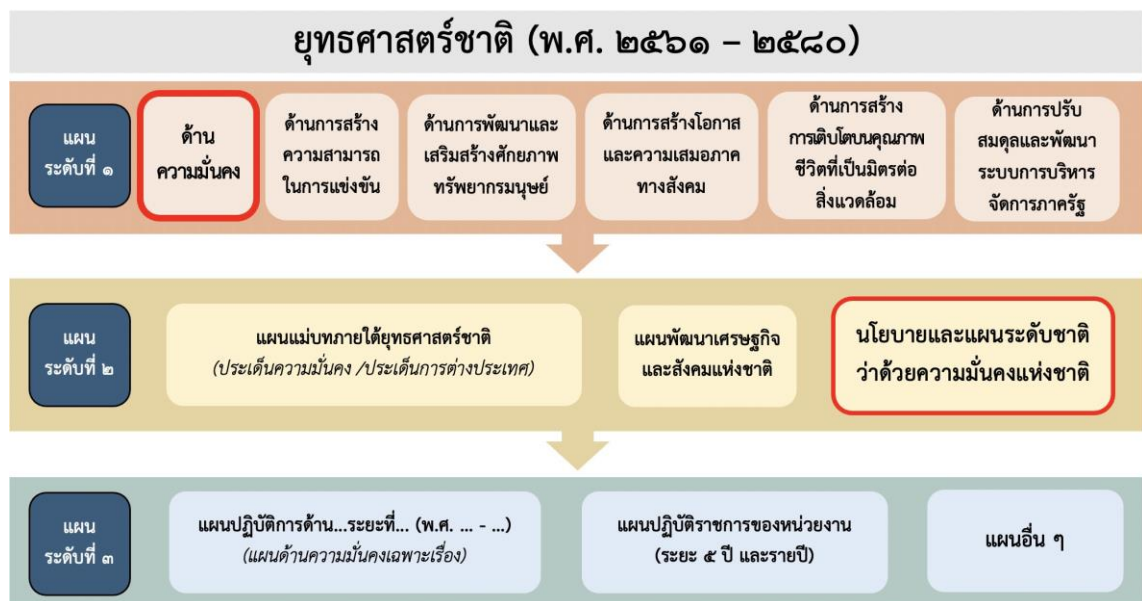 ยุทธศาสตร์ชาติ (พ.ศ. ๒๕๖๑ – ๒๕๘๐)
แผน
ระดับที่ ๑
ด้าน
ความมั่นคง
ด้านการสร้าง
ความสามารถ
ในการแข่งขัน
ด้านการพัฒนาและ
เสริมสร้างศักยภาพ
ทรัพยากรมนุษย์
ด้านการสร้างโอกาส
และความเสมอภาค
ทางสังคม
ด้านการสร้าง
การเติบโตบนคุณภาพ
ชีวิตที่เป็นมิตรต่อ
สิ่งแวดล้อม
ด้านการปรับ
สมดุลและพัฒนา
ระบบการบริหาร
จัดการภาครัฐ
แผน
ระดับที่ ๒
แผนแม่บทภายใต้ยุทธศาสตร์ชาติ
(ประเด็นความมั่นคง /ประเด็นการต่างประเทศ)
แผนพัฒนาเศรษฐกิจ
และสังคมแห่งชาติ
นโยบายและแผนระดับชาติ
ว่าด้วยความมั่นคงแห่งชาติ
แผน
ระดับที่ ๓
แผนปฏิบัติการด้าน...ระยะที่... (พ.ศ. ... - ...)
(แผนด้านความมั่นคงเฉพาะเรื่อง)
แผนปฏิบัติราชการของหน่วยงาน
(ระยะ ๕ ปี และรายปี)
แผนอื่น ๆ